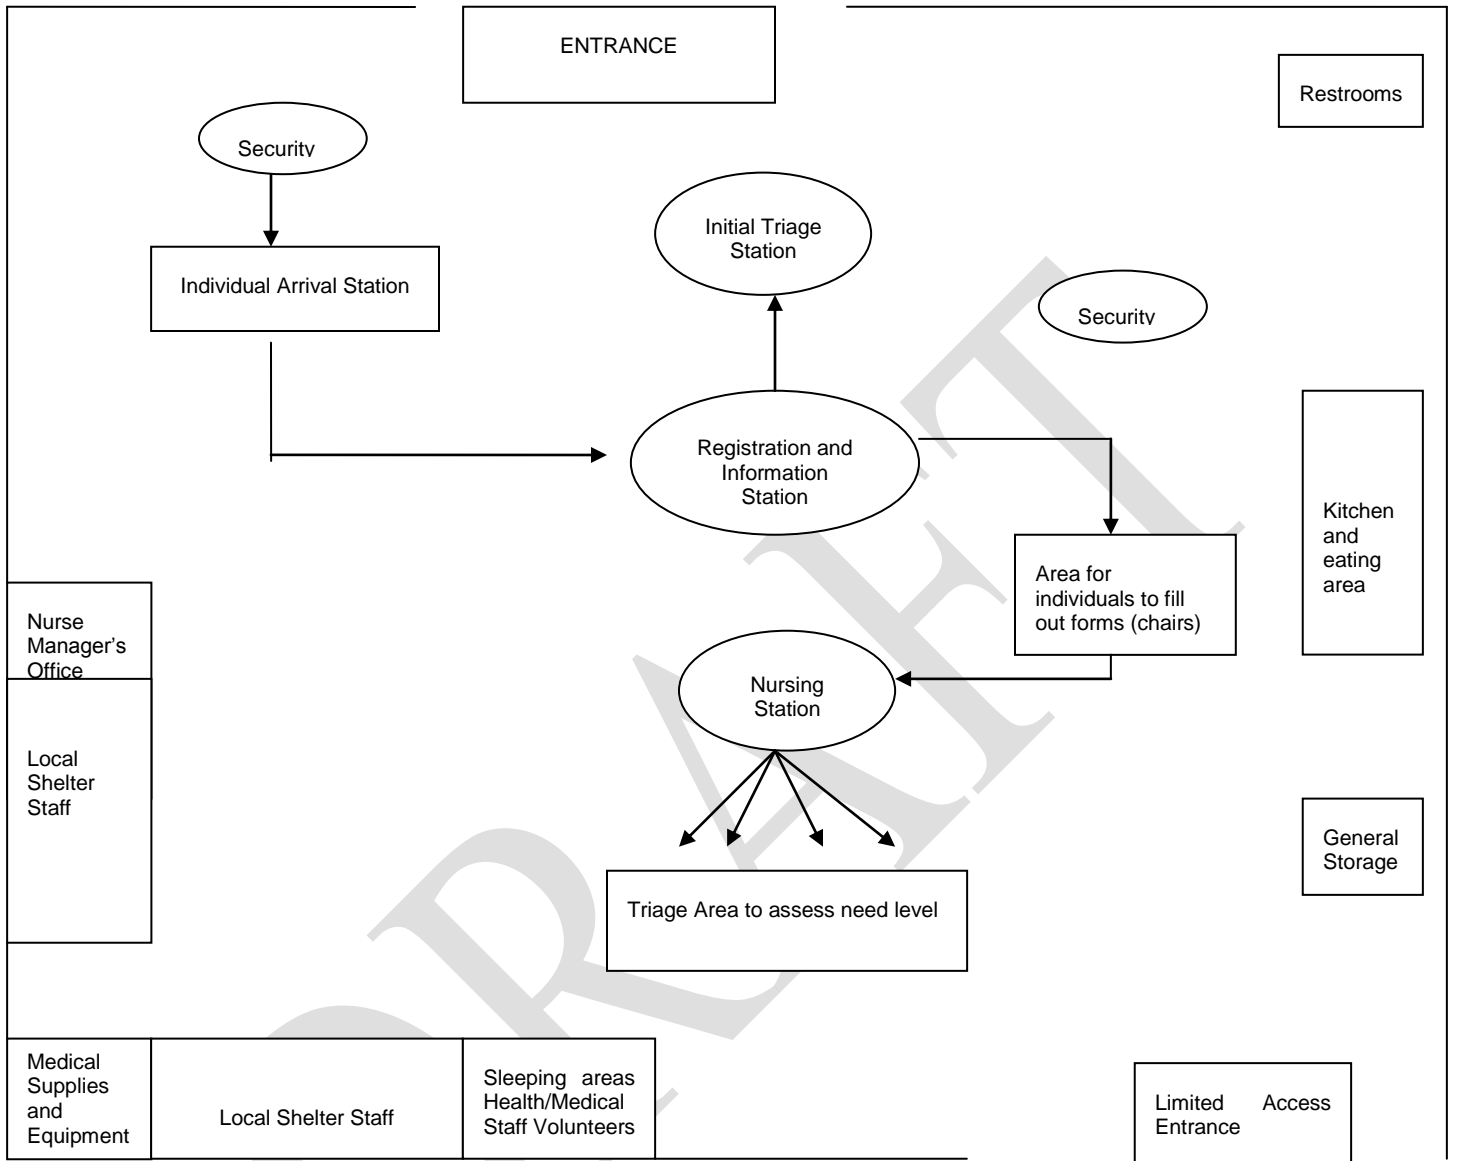 ENTRANCE
Restrooms
Security
Initial Triage
Station
Individual Arrival Station
Security
Registration and
Information
Station
Kitchen
and
eating
area
Area for
individuals to fill
out forms (chairs)
Nurse
Manager's
Office
Nursing
Station
Local
Shelter
Staff
General
Storage
Triage Area to assess need level
Medical
Supplies
and
Equipment
Local Shelter Staff
Sleeping areas
Health/Medical
Staff Volunteers
Limited Access
Entrance
DRAFT